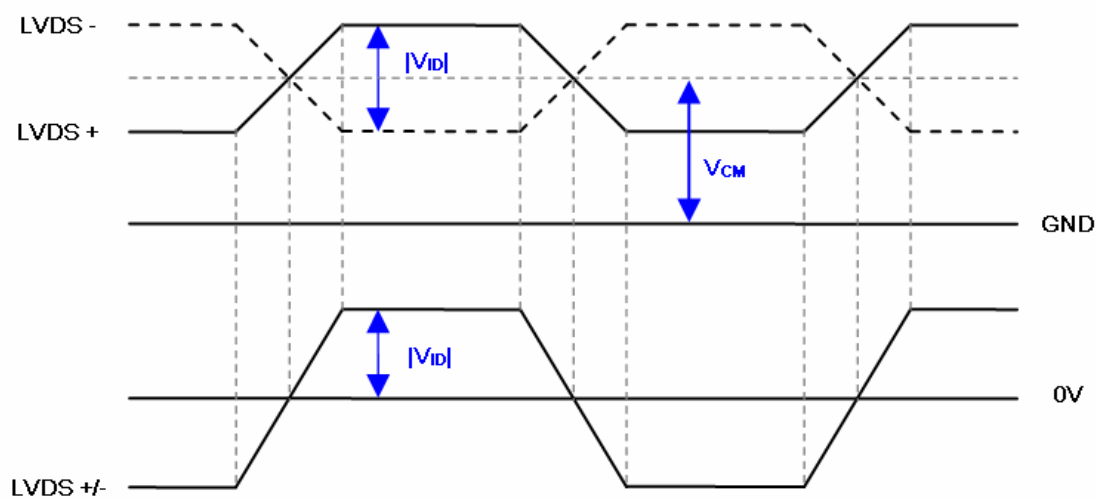 LVDS -
|VID|
LVDS +
VCM
GND
|VID|
0V
LVDS +/-